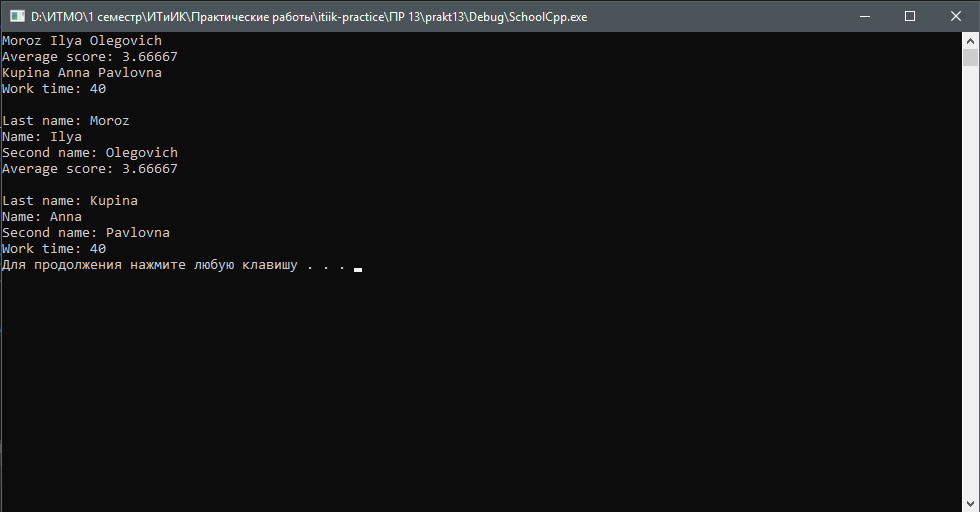 D:\ИТМО\1 семестр\ИТиИК\Практические работы\itiik-practice\ПР 13\prakt13\Debug\SchoolCpp.exe
Moroz Ilya Olegovich
Average score: 3.66667
Kupina Anna Pavlovna
Work time: 40
Last name: Moroz
Name: Ilya
Second name: Olegovich
Average score: 3.66667
Last name: Kupina
Name: Anna
Second name: Pavlovna
Work time: 40
Для продолжения нажмите любую клавишу . . .